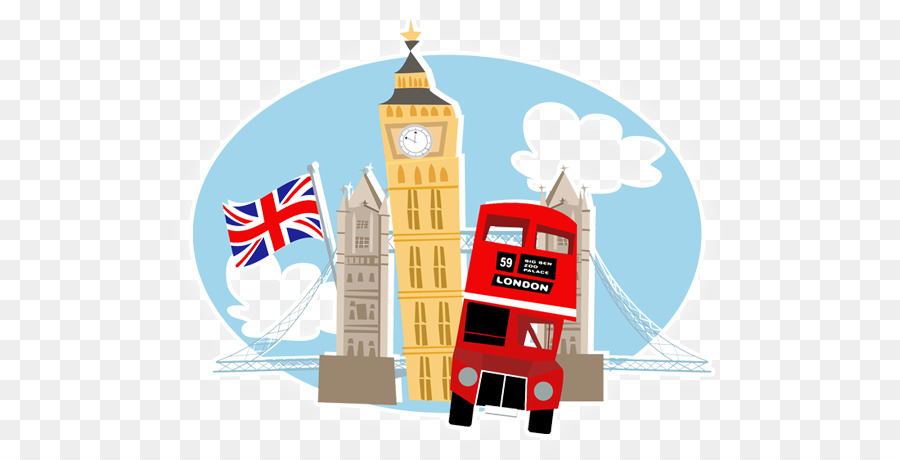 59
BIG BEN
ZOO
PALACE
LONDON